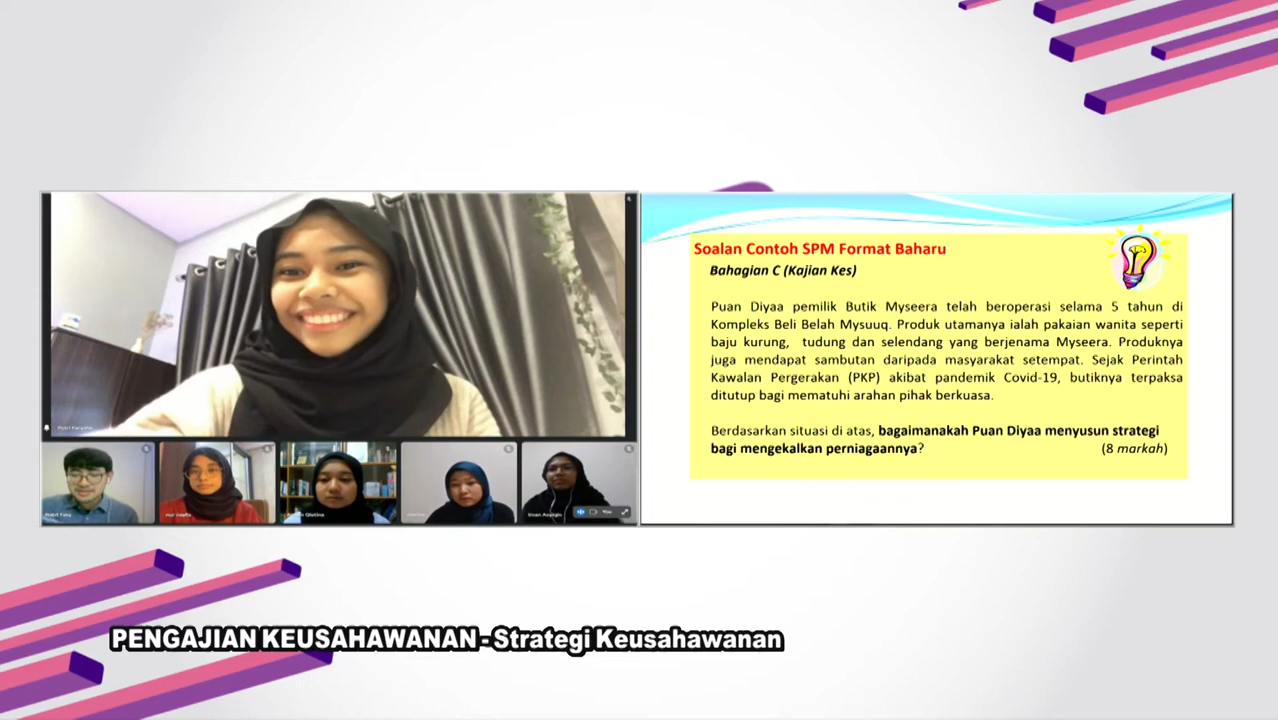 Soalan Contoh SPM Format Baharu
Bahagian C (Kajian Kes)
Puan Diyaa pemilik Butik Myseera telah beroperasi selama 5 tahun di
Kompleks Beli Belah Mysuuq. Produk utamanya ialah pakaian wanita seperti
baju kurung, tudung dan selendang yang berjenama Myseera. Produknya
juga mendapat sambutan daripada masyarakat setempat. Sejak Perintah
Kawalan Pergerakan (PKP) akibat pandemik Covid-19, butiknya terpaksa
ditutup bagi mematuhi arahan pihak berkuasa.
Berdasarkan situasi di atas, bagaimanakah Puan Diyaa menyusun strategi
bagi mengekalkan perniagaannya? (8 markah)
You
PENGAJIAN KEUSAHAWANAN - Strategi Keusahawanan